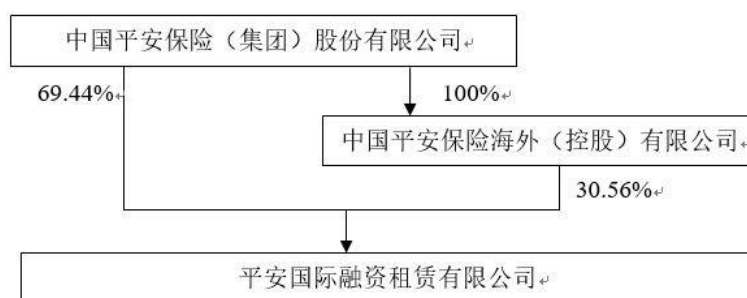 中国平安保险（集团）股份有限公司
69.44%
100%
中国平安保险海外（控股）有限公司
30.56%
平安国际融资租赁有限公司